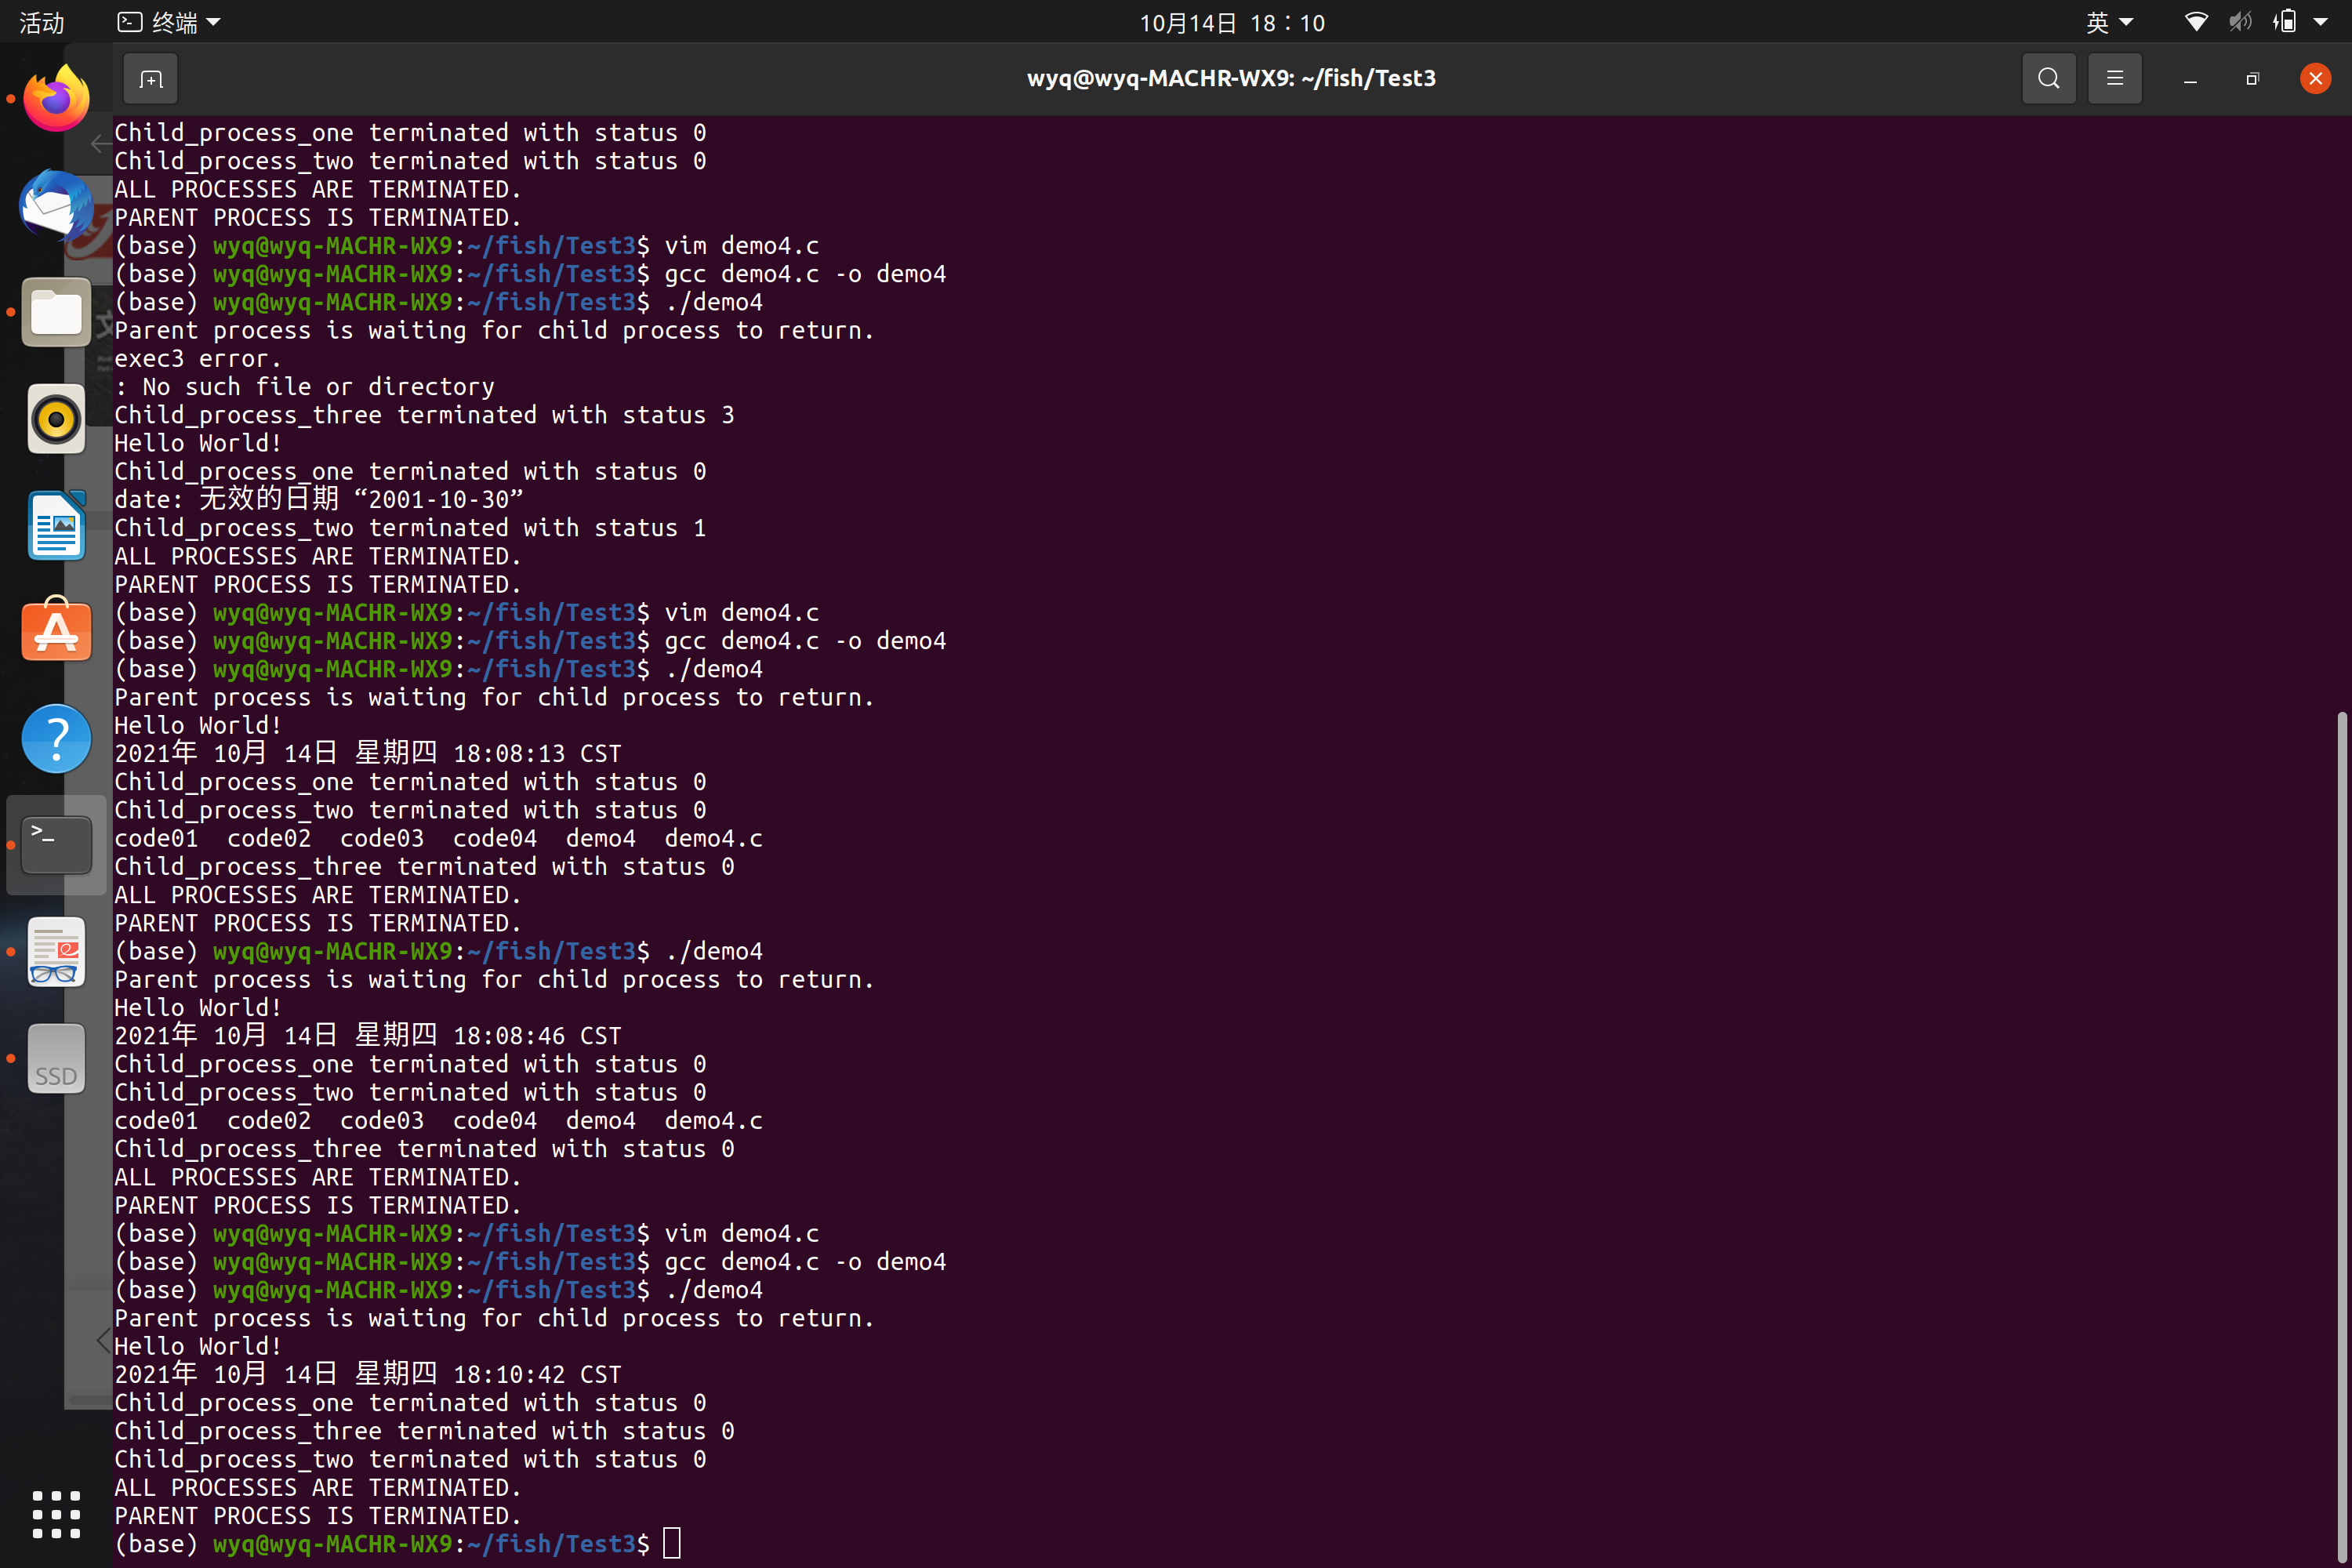 活动
终端
10月14日 18：10
英
wyq@wyq-MACHR-WX9: ~/fish/Test3
Child_process_one terminated with status 0
Child_process_two terminated with status 0
ALL PROCESSES ARE TERMINATED.
PARENT PROCESS IS TERMINATED.
(base) wyq@wyq-MACHR-WX9:~/fish/Test3$ vim demo4.c
(base) wyq@wyq-MACHR-WX9:~/fish/Test3$ gcc demo4.c -o demo4
(base) wyq@wyq-MACHR-WX9:~/fish/Test3$ ./demo4
Parent process is waiting for child process to return.
exec3 error.
: No such file or directory
Child_process_three terminated with status 3
Hello World!
Child_process_one terminated with status 0
date: 无效的日期 “2001-10-30”
Child_process_two terminated with status 1
ALL PROCESSES ARE TERMINATED.
PARENT PROCESS IS TERMINATED.
(base) wyq@wyq-MACHR-WX9:~/fish/Test3$ vim demo4.c
(base) wyq@wyq-MACHR-WX9:~/fish/Test3$ gcc demo4.c -o demo4
(base) wyq@wyq-MACHR-WX9:~/fish/Test3$ ./demo4
Parent process is waiting for child process to return.
Hello World!
2021年 10月 14日 星期四 18:08:13 CST
Child_process_one terminated with status 0
Child_process_two terminated with status 0
code01  code02  code03  code04  demo4  demo4.c
Child_process_three terminated with status 0
ALL PROCESSES ARE TERMINATED.
PARENT PROCESS IS TERMINATED.
(base) wyq@wyq-MACHR-WX9:~/fish/Test3$ ./demo4
Parent process is waiting for child process to return.
Hello World!
2021年 10月 14日 星期四 18:08:46 CST
Child_process_one terminated with status 0
Child_process_two terminated with status 0
code01  code02  code03  code04  demo4  demo4.c
Child_process_three terminated with status 0
ALL PROCESSES ARE TERMINATED.
PARENT PROCESS IS TERMINATED.
(base) wyq@wyq-MACHR-WX9:~/fish/Test3$ vim demo4.c
(base) wyq@wyq-MACHR-WX9:~/fish/Test3$ gcc demo4.c -o demo4
(base) wyq@wyq-MACHR-WX9:~/fish/Test3$ ./demo4
Parent process is waiting for child process to return.
Hello World!
2021年 10月 14日 星期四 18:10:42 CST
Child_process_one terminated with status 0
Child_process_three terminated with status 0
Child_process_two terminated with status 0
ALL PROCESSES ARE TERMINATED.
PARENT PROCESS IS TERMINATED.
(base) wyq@wyq-MACHR-WX9:~/fish/Test3$
SSD